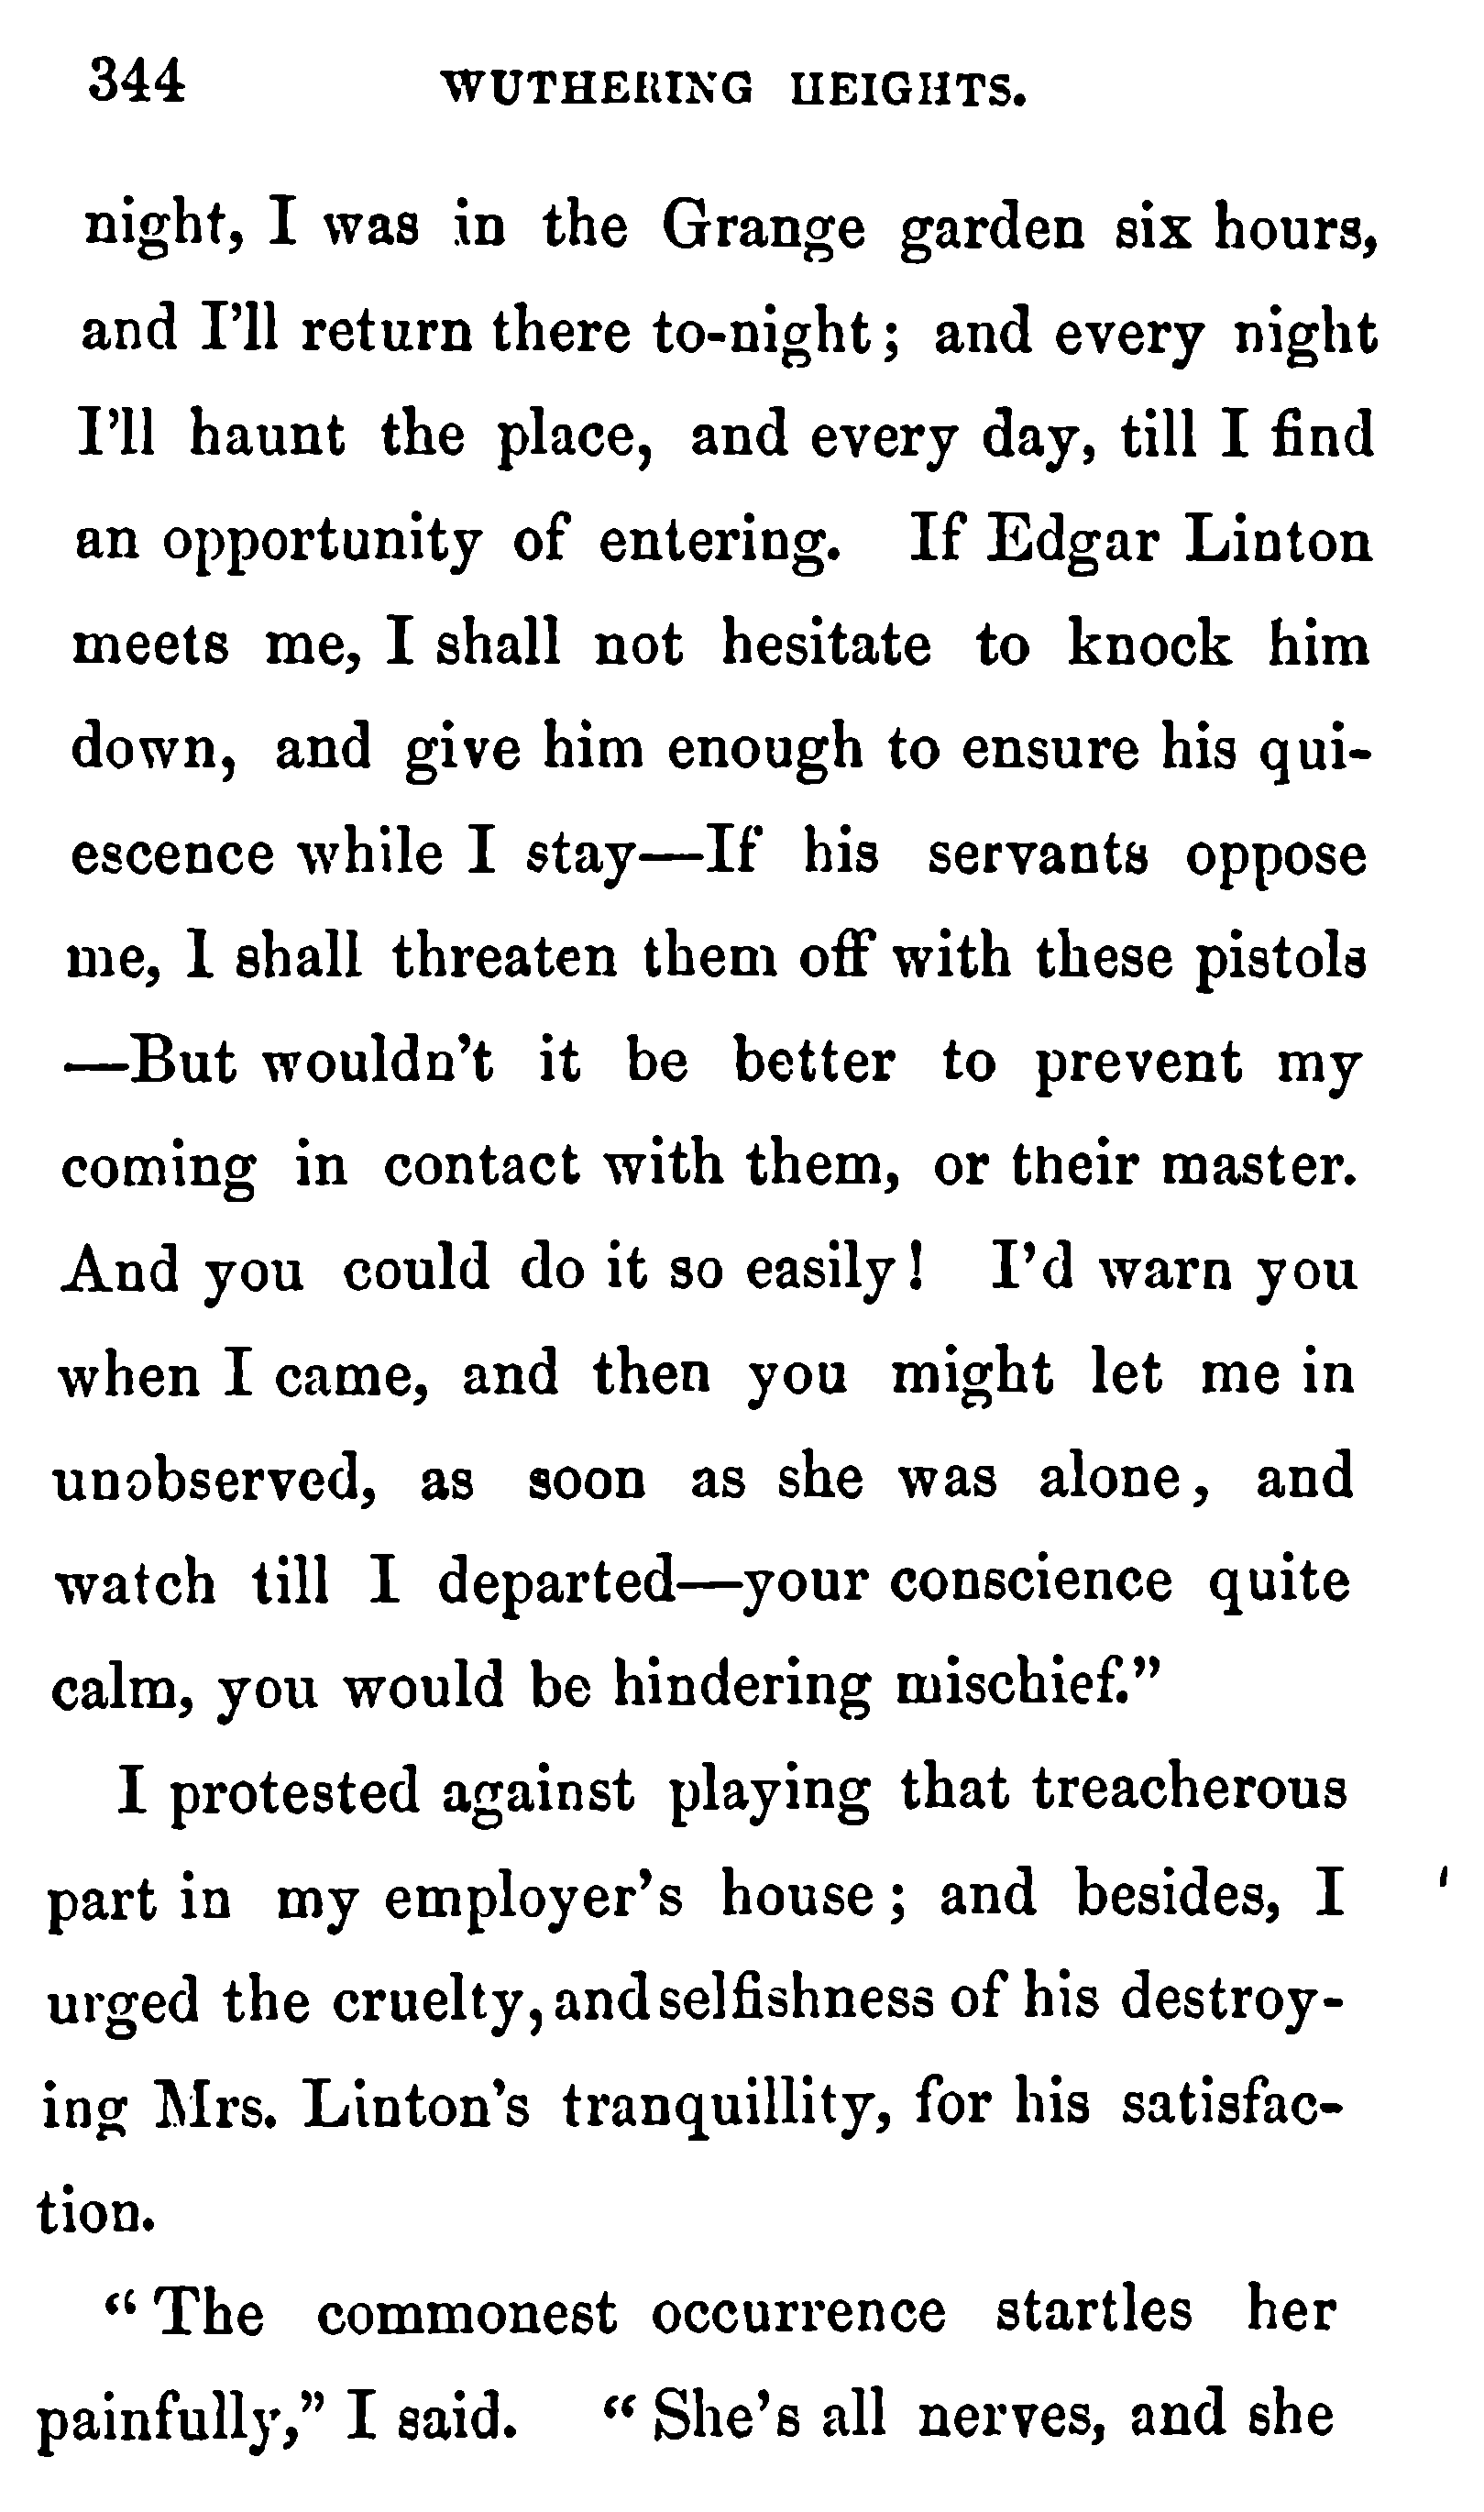 344 WUTHERING HEIGHTS.
night, I was in the Grange garden six hours,
and I'll return there to-night; and every night
I'll haunt the place, and every day, till I find
an opportunity of entering. If Edgar Linton
meets me, I shall not hesitate to knock him
down, and give him enough to ensure his qui-
escence while I stay—If his servants oppose
me, I shall threaten them off with these pistols
—But wouldn't it be better to prevent my
coming in contact with them, or their master.
And you could do it so easily! I'd warn you
when I came, and then you might let me in
unobserved, as soon as she was alone, and
watch till I departed—your conscience quite
calm, you would be hindering mischief."
I protested against playing that treacherous
part in my employer's house; and besides, I
urged the cruelty, and selfishness of his destroy-
ing Mrs. Linton's tranquillity, for his satisfac-
tion.
"The commonest occurrence startles her
painfully," I said. "She's all nerves, and she